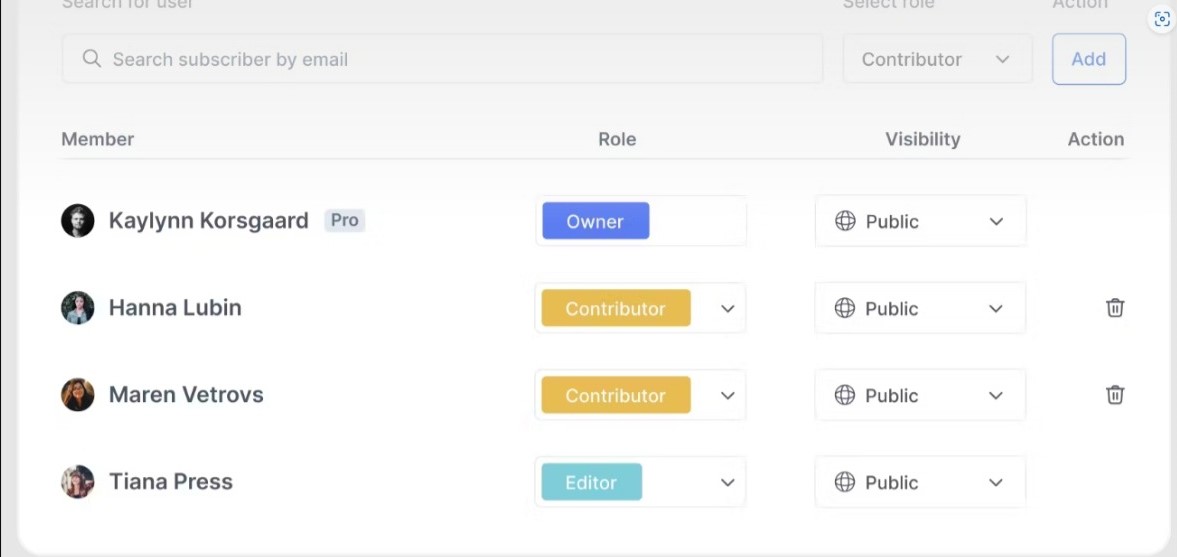 Search for user Select role Action
Search subscriber by email Contributor Add
Member Role Visibility Action
Kaylynn Korsgaard Pro Owner Public
Hanna Lubin Contributor Public
Maren Vetrovs Contributor Public
Tiana Press Editor Public